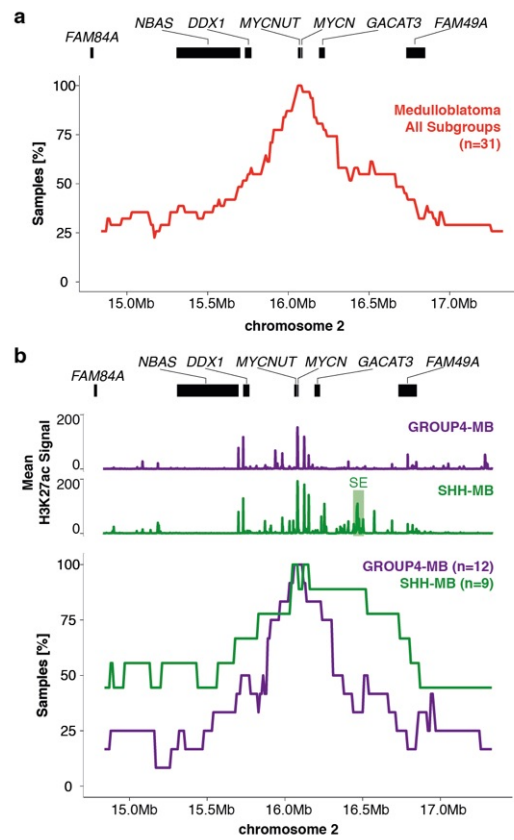 a
NBAS DDX1 MYCNUT MYCN GACAT3 FAM49A
FAM84A
100
75
50
25
0
Samples [%]
Medulloblatoma
All Subgroups
(n=31)
15.0Mb 15.5Mb 16.0Mb 16.5Mb 17.0Mb
chromosome 2
b
NBAS DDX1 MYCNUT MYCN GACAT3 FAM49A
FAM84A
Mean
H3K27ac Signal
200
0
GROUP4-MB
200
0
SE
SHH-MB
100
75
50
25
0
Samples [%]
GROUP4-MB (n=12)
SHH-MB (n=9)
15.0Mb 15.5Mb 16.0Mb 16.5Mb 17.0Mb
chromosome 2